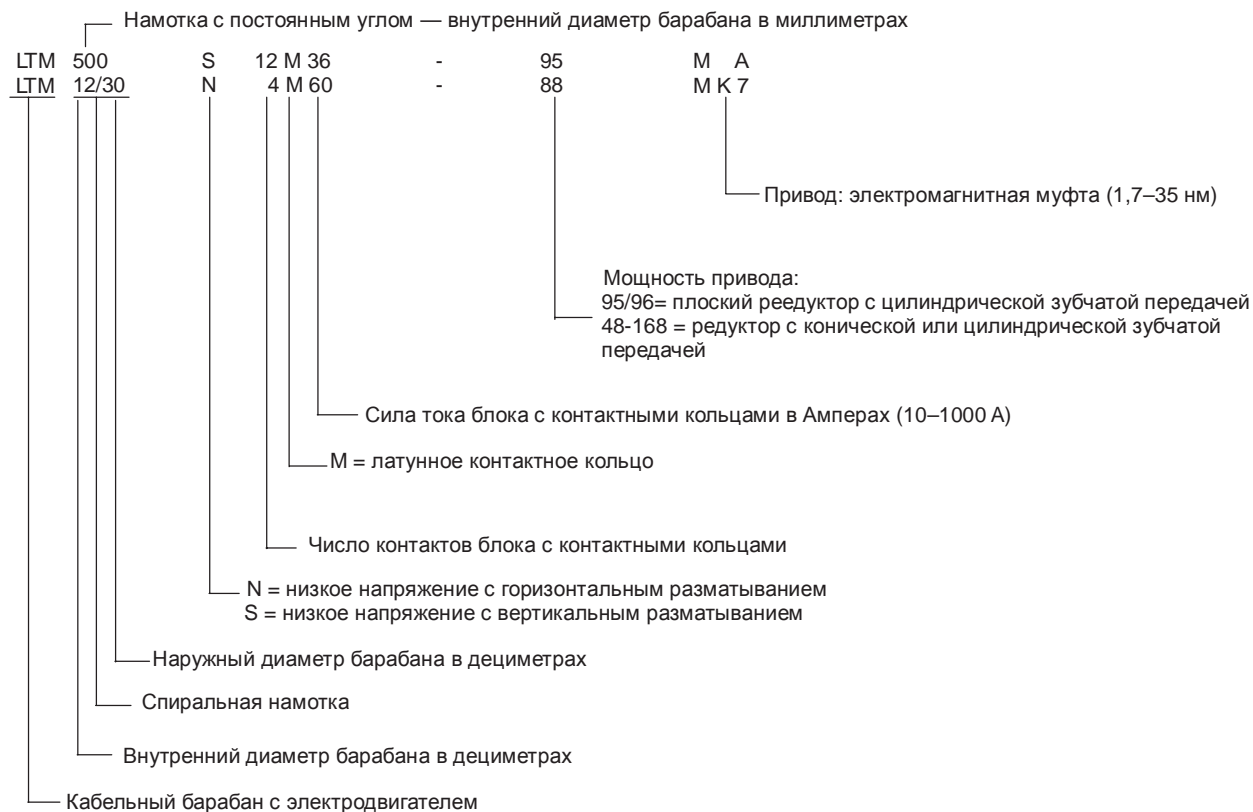 Намотка с постоянным углом — внутренний диаметр барабана в миллиметрах
LTM 500 S 12 M 36 - 95 M A
LTM 12/30 N 4 M 60 - 88 M K 7
Привод: электромагнитная муфта (1,7–35 нм)
Мощность привода:
95/96= плоский реедуктор с цилиндрической зубчатой передачей
48-168 = редуктор с конической или цилиндрической зубчатой
передачей
Сила тока блока с контактными кольцами в Амперах (10–1000 A)
M = латунное контактное кольцо
Число контактов блока с контактными кольцами
N = низкое напряжение с горизонтальным разматыванием
S = низкое напряжение с вертикальным разматыванием
Наружный диаметр барабана в дециметрах
Спиральная намотка
Внутренний диаметр барабана в дециметрах
Кабельный барабан с электродвигателем